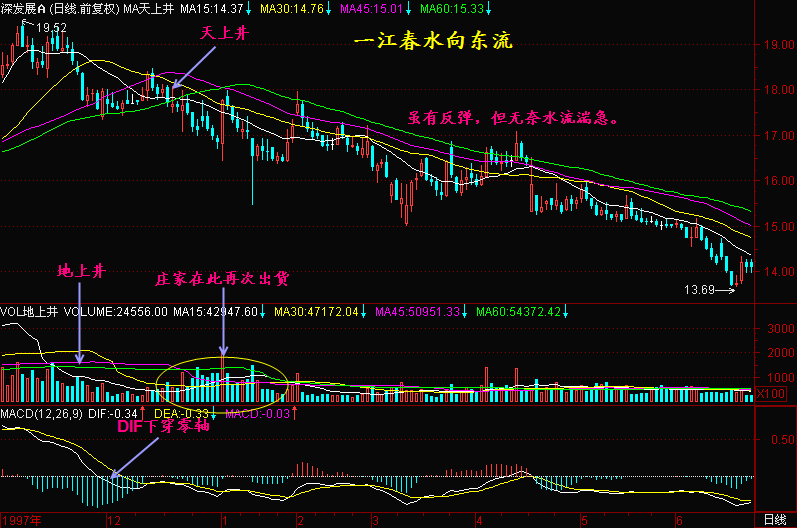 深发展A (日线.前复权) MA天上井 MA15:14.37↓ MA30:14.76↓ MA45:15.01↓ MA60:15.33↓
19.52
天上井
一江春水向东流
19.00
18.00
虽有反弹，但无奈水流湍急。
17.00
16.00
15.00
地上井
庄家在此再次出货
14.00
13.69
VOL地上井 VOLUME:24556.00 MA15:42947.60↓ MA30:47172.04↓ MA45:50951.33↓ MA60:54372.42↓
3000
2000
1000
X100
MACD(12,26,9) DIF:-0.34↑ DEA:-0.33↓ MACD:-0.03↑
DIF下穿零轴
0.50
0.00
1997年 12 1 2 3 4 5 6 日线